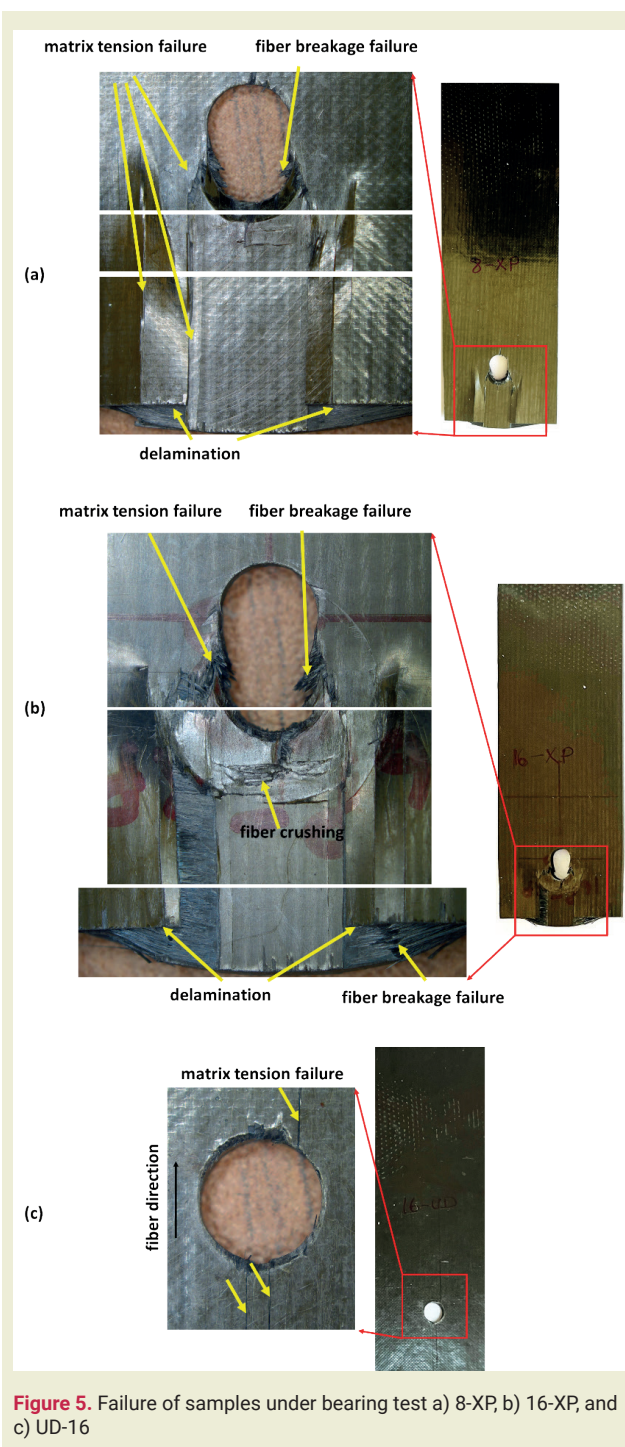 matrix tension failure fiber breakage failure
(a)
8-XP
delamination
matrix tension failure fiber breakage failure
(b)
16-XP
fiber crushing
delamination
fiber breakage failure
matrix tension failure
fiber direction
(c)
16-UD
Figure 5. Failure of samples under bearing test a) 8-XP, b) 16-XP, and
c) UD-16